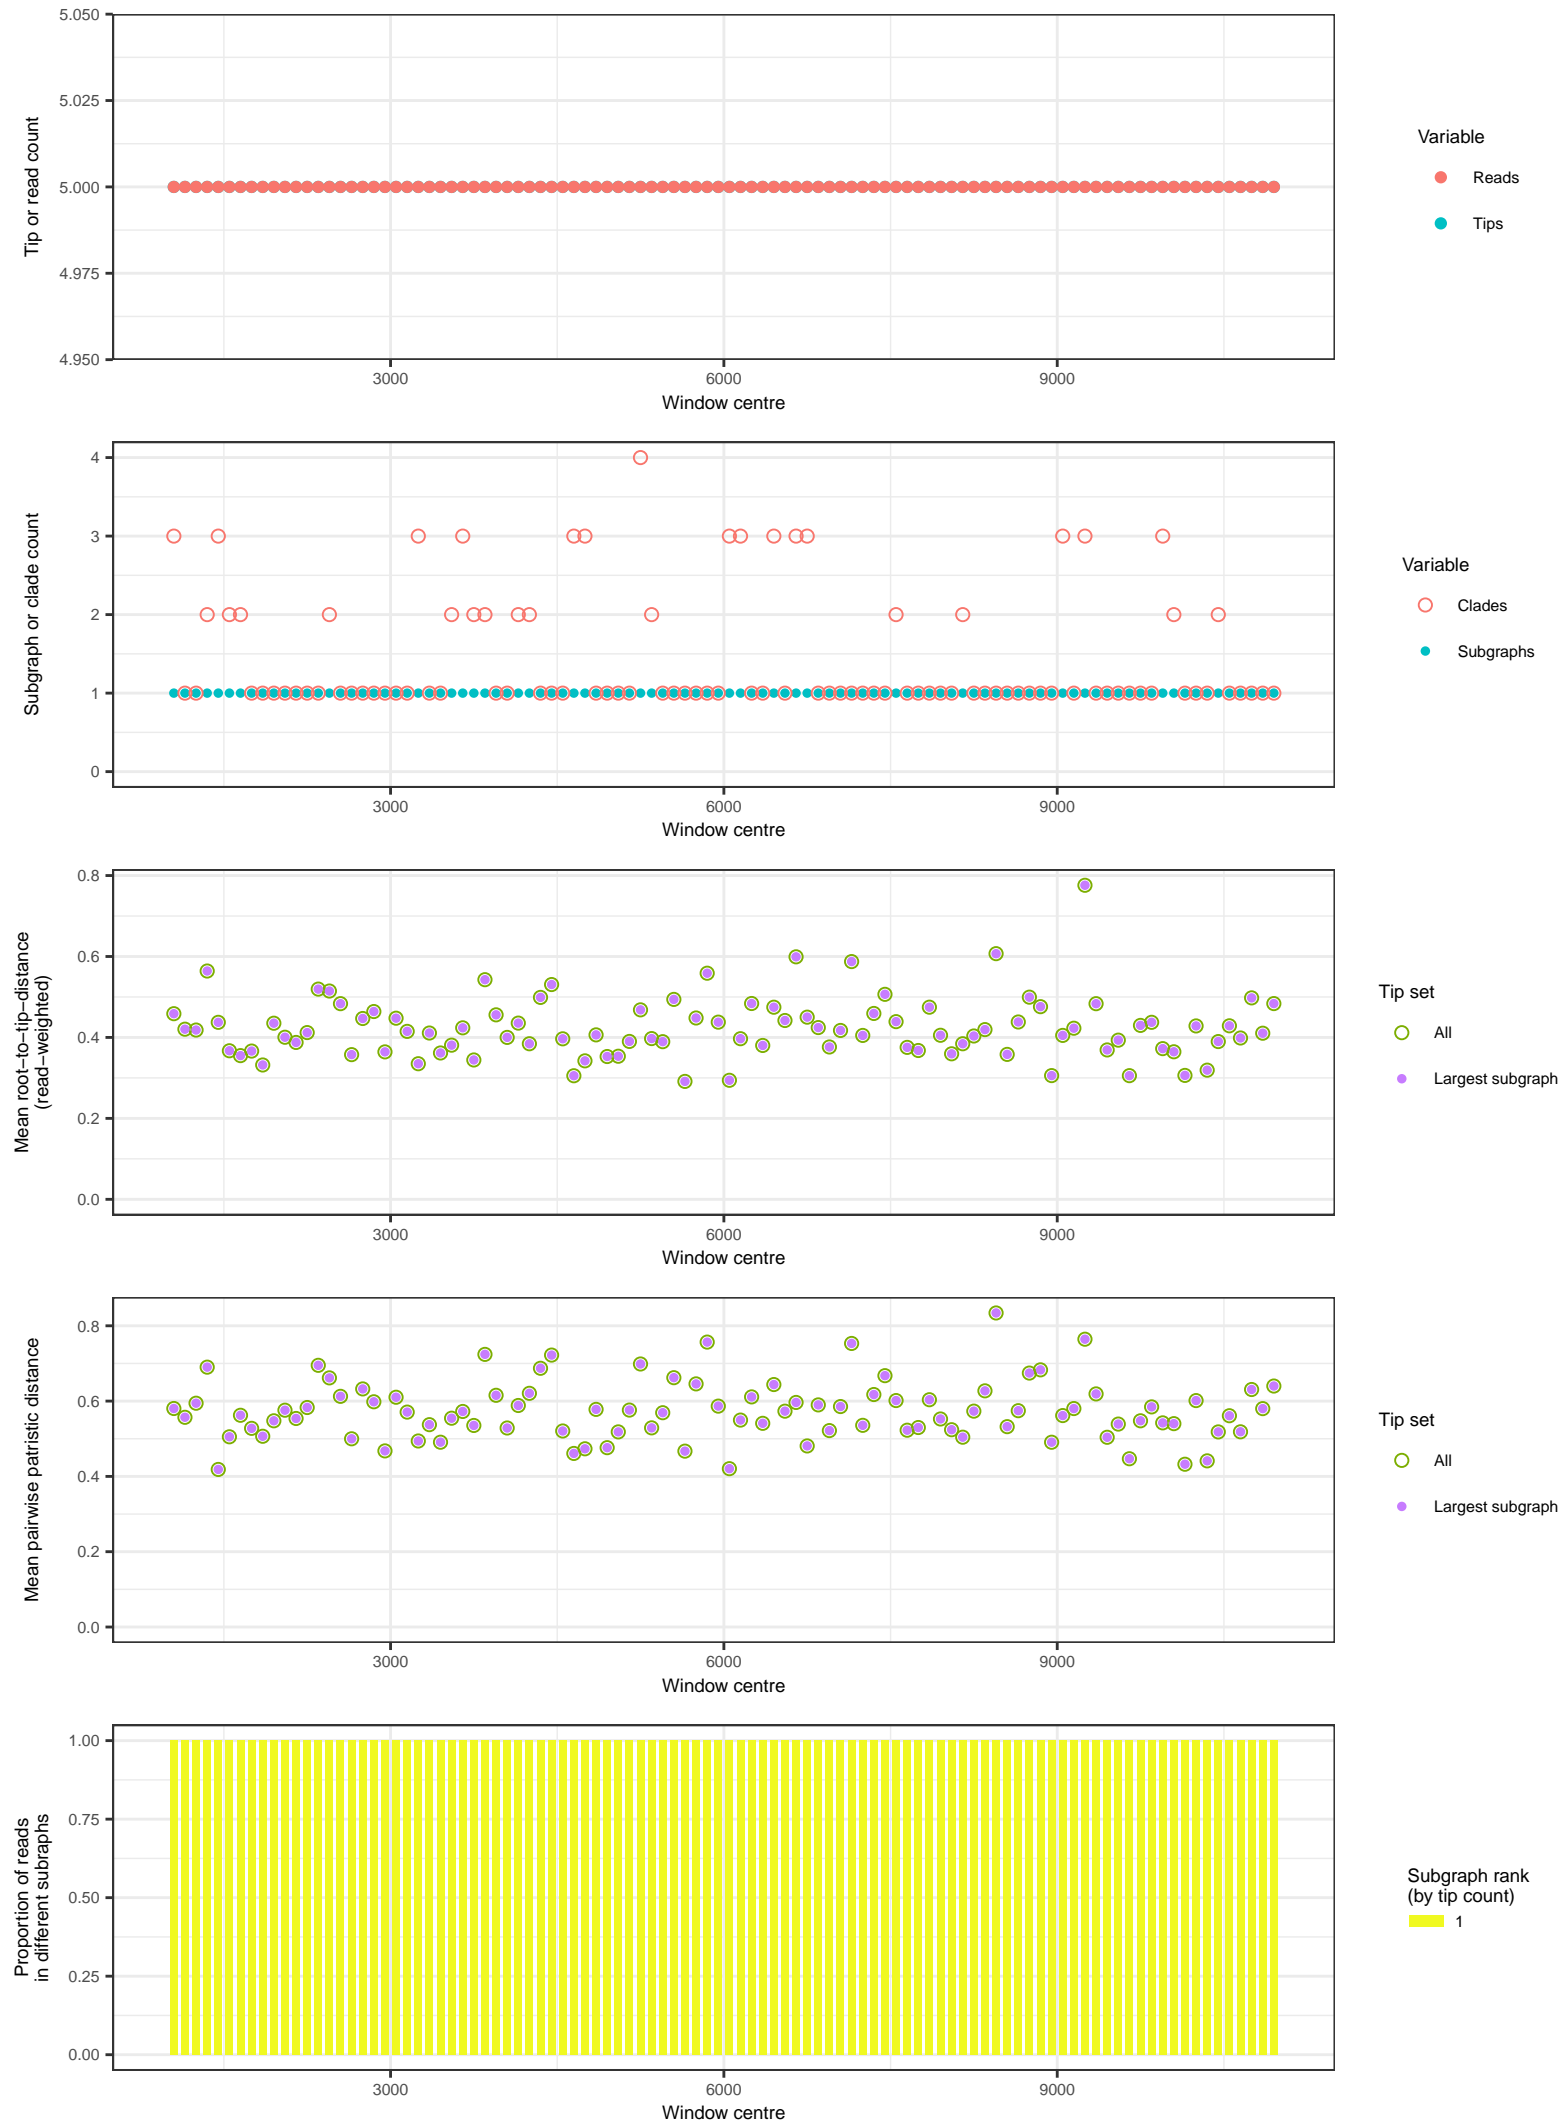 5.050
5.025
5.000
4.975
4.950
Tip or read count
3000 6000 9000
Window centre
Variable
Reads
Tips
4
3
2
1
0
Subgraph or clade count
3000 6000 9000
Window centre
Variable
Clades
Subgraphs
0.8
0.6
0.4
0.2
0.0
Mean root−to−tip−distance
(read−weighted)
3000 6000 9000
Window centre
Tip set
All
Largest subgraph
0.8
0.6
0.4
0.2
0.0
Mean pairwise patristic distance
3000 6000 9000
Window centre
Tip set
All
Largest subgraph
1.00
0.75
0.50
0.25
0.00
Proportion of reads
in different subraphs
3000 6000 9000
Window centre
Subgraph rank
(by tip count)
1